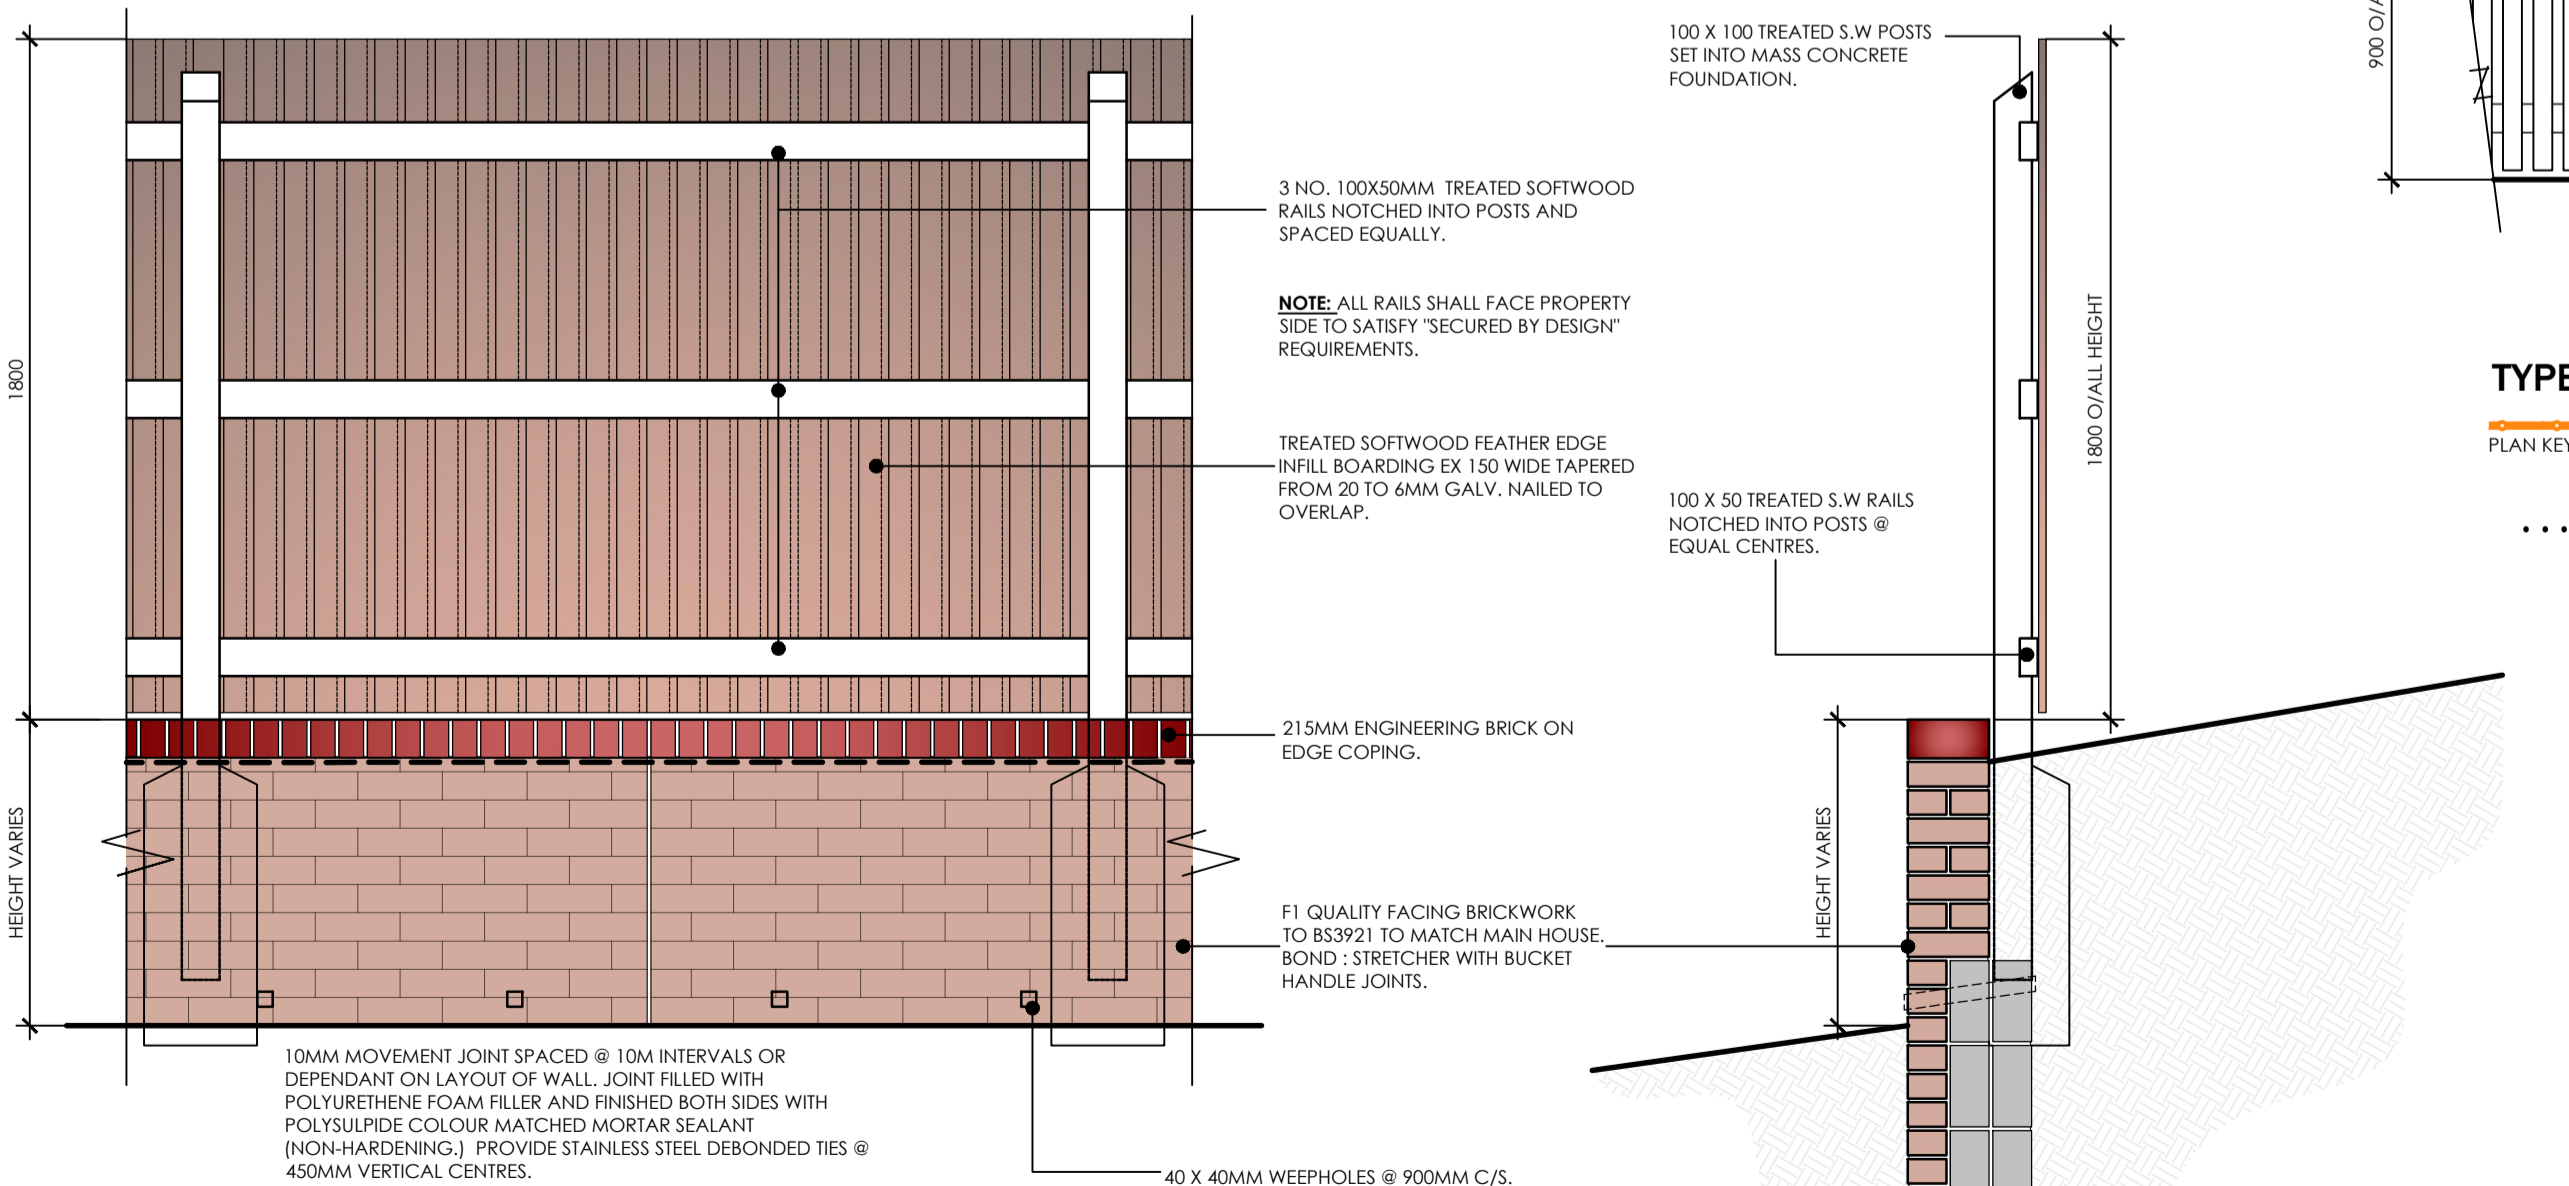 1800
HEIGHT VARIES
3 NO. 100X50MM  TREATED SOFTWOOD
RAILS NOTCHED INTO POSTS AND
SPACED EQUALLY.
NOTE: ALL RAILS SHALL FACE PROPERTY
SIDE TO SATISFY "SECURED BY DESIGN"
REQUIREMENTS.
TREATED SOFTWOOD FEATHER EDGE
INFILL BOARDING EX 150 WIDE TAPERED
FROM 20 TO 6MM GALV. NAILED TO
OVERLAP.
215MM ENGINEERING BRICK ON
EDGE COPING.
F1 QUALITY FACING BRICKWORK
TO BS3921 TO MATCH MAIN HOUSE.
BOND : STRETCHER WITH BUCKET
HANDLE JOINTS.
10MM MOVEMENT JOINT SPACED @ 10M INTERVALS OR
DEPENDANT ON LAYOUT OF WALL. JOINT FILLED WITH
POLYURETHENE FOAM FILLER AND FINISHED BOTH SIDES WITH
POLYSULPIDE COLOUR MATCHED MORTAR SEALANT
(NON-HARDENING.)  PROVIDE STAINLESS STEEL DEBONDED TIES @
450MM VERTICAL CENTRES.
40 X 40MM WEEPHOLES @ 900MM C/S.
100 X 100 TREATED S.W POSTS
SET INTO MASS CONCRETE
FOUNDATION.
100 X 50 TREATED S.W RAILS
NOTCHED INTO POSTS @
EQUAL CENTRES.
1800 O/ALL HEIGHT
HEIGHT VARIES
900 O/A
TYPE
PLAN KEY